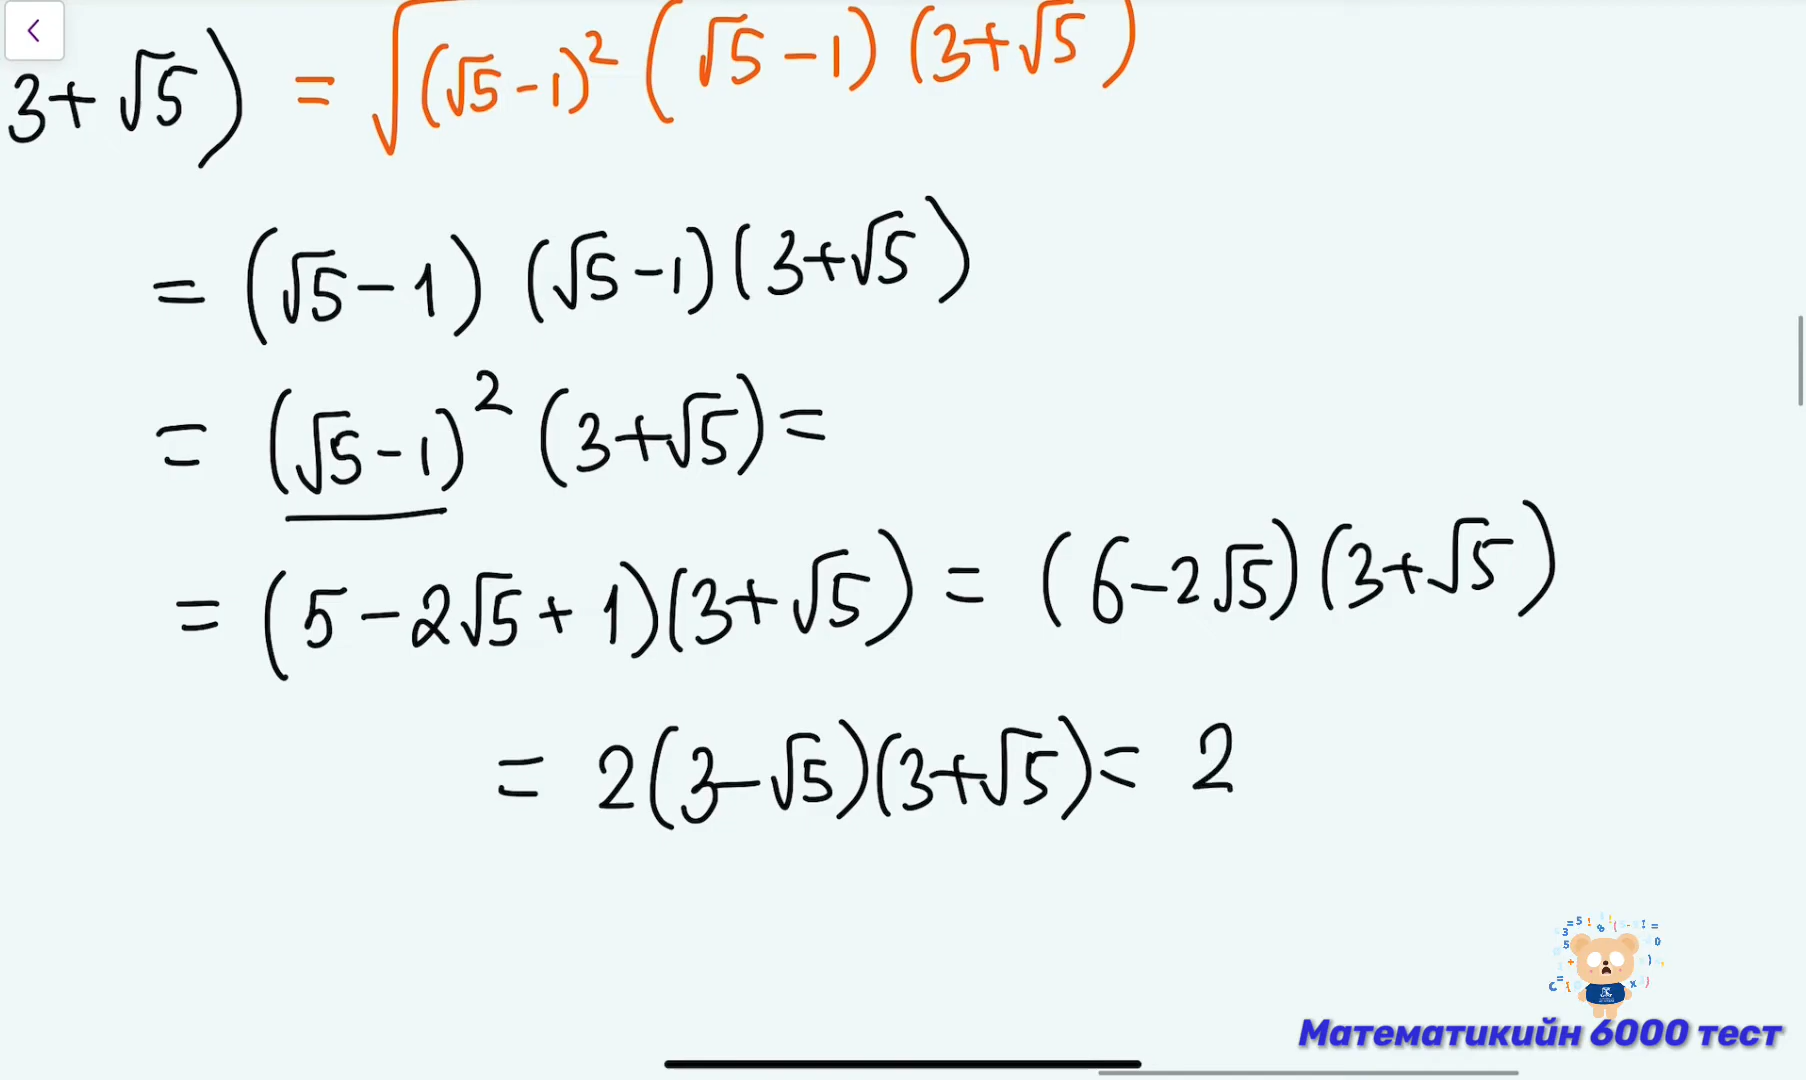 3+√5) = √(√5-1)² (√5-1) (3+√5)
= (√5-1) (√5-1)(3+√5)
= (√5-1)² (3+√5) =
= (5-2√5+1)(3+√5) = (6-2√5)(3+√5)
= 2(3-√5)(3+√5) = 2
Математикийн 6000 тест